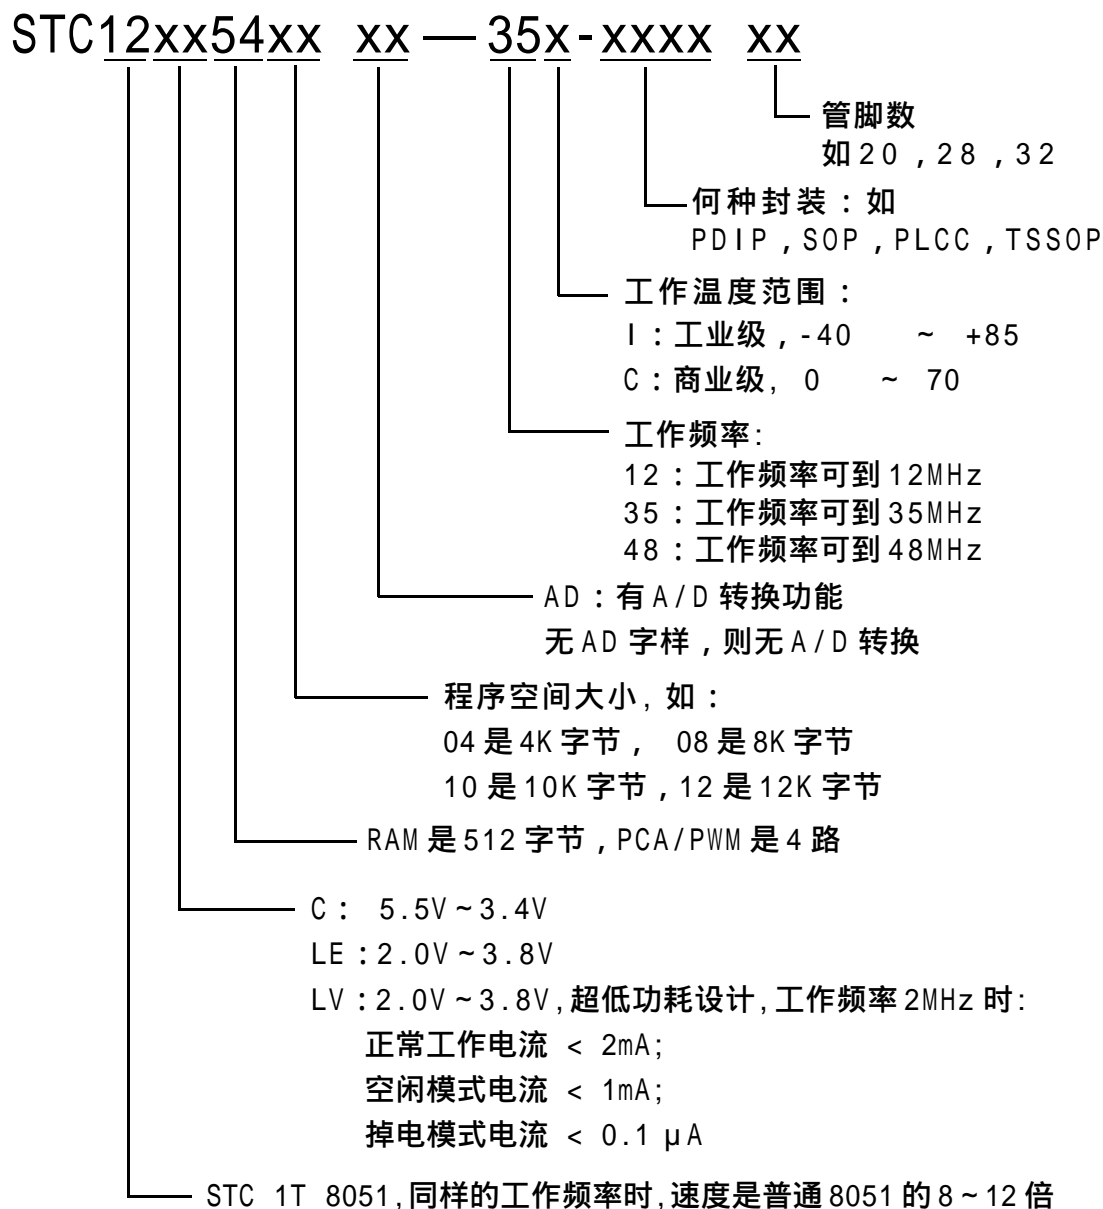 STC12xx54xx xx — 35x-xxxx xx
管脚数
如20，28，32
何种封装：如
PDIP，SOP，PLCC，TSSOP
工作温度范围：
I：工业级，-40 ~ +85
C：商业级, 0 ~ 70
工作频率:
12：工作频率可到12MHz
35：工作频率可到35MHz
48：工作频率可到48MHz
AD：有A/D转换功能
无AD字样，则无A/D转换
程序空间大小,如：
04是4K字节， 08是8K字节
10是10K字节，12是12K字节
RAM是512字节，PCA/PWM是4路
C： 5.5V~3.4V
LE：2.0V~3.8V
LV：2.0V~3.8V,超低功耗设计,工作频率2MHz时:
正常工作电流 < 2mA;
空闲模式电流 < 1mA;
掉电模式电流 < 0.1μA
STC 1T 8051,同样的工作频率时,速度是普通8051的8~12倍